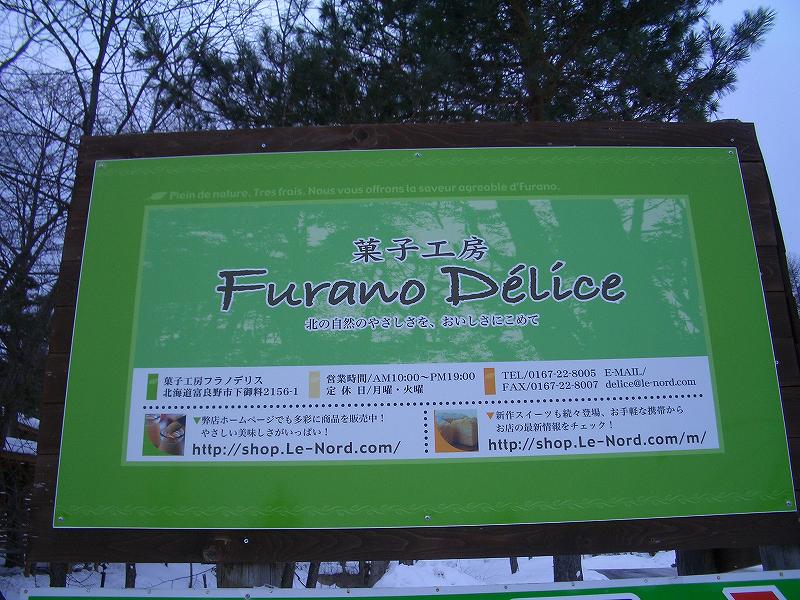 Plein de nature. Tres frais. Nous vous offrons la saveur agreable d'Furano.
菓子工房
Furano Délice
北の自然のやさしさを、おいしさにこめて
菓子工房フラノデリス
北海道富良野市下御料2156-1
営業時間/AM10:00～PM19:00
定 休 日/月曜・火曜
TEL/0167-22-8005 E-MAIL/
FAX/0167-22-8007 delice@le-nord.com
▼弊店ホームページでも多彩に商品を販売中！
やさしい美味しさがいっぱい！
http://shop.Le-Nord.com/
▼新作スイーツも続々登場、お手軽な携帯から
お店の最新情報をチェック！
http://shop.Le-Nord.com/m/